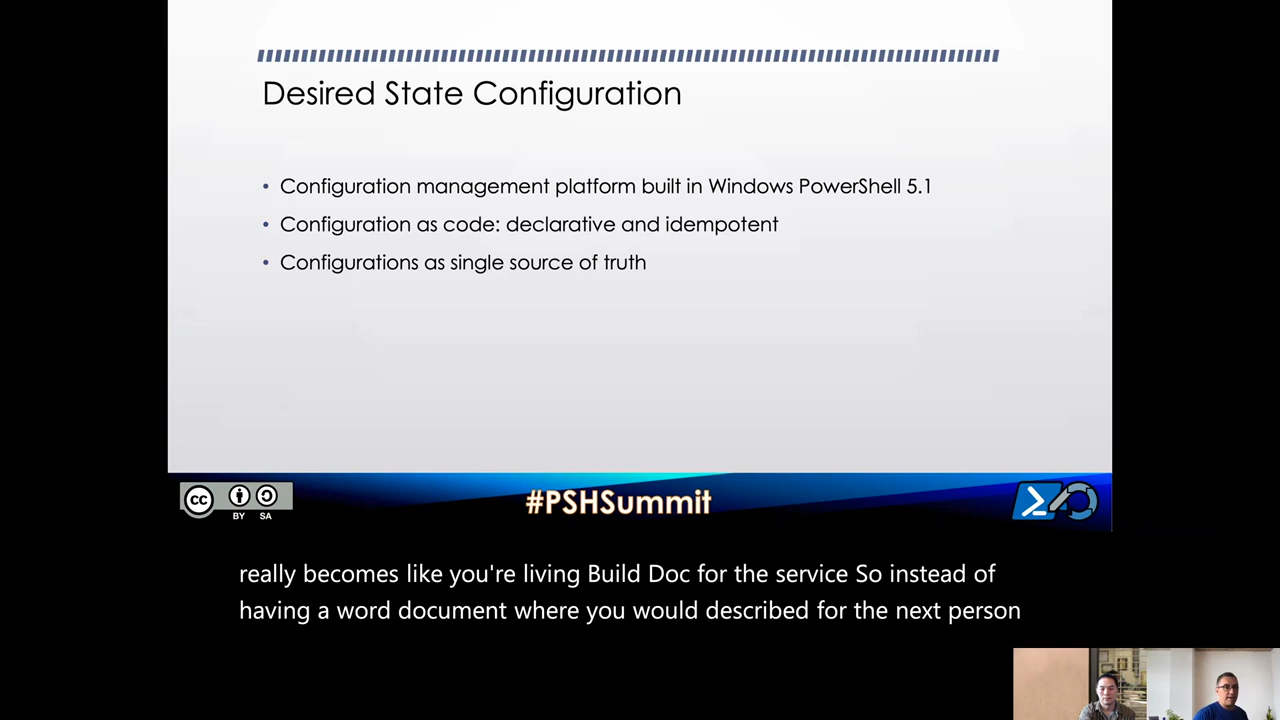 Desired State Configuration
• Configuration management platform built in Windows PowerShell 5.1
• Configuration as code: declarative and idempotent
• Configurations as single source of truth
cc
BY SA
#PSHSummit
really becomes like you're living Build Doc for the service So instead of
having a word document where you would described for the next person